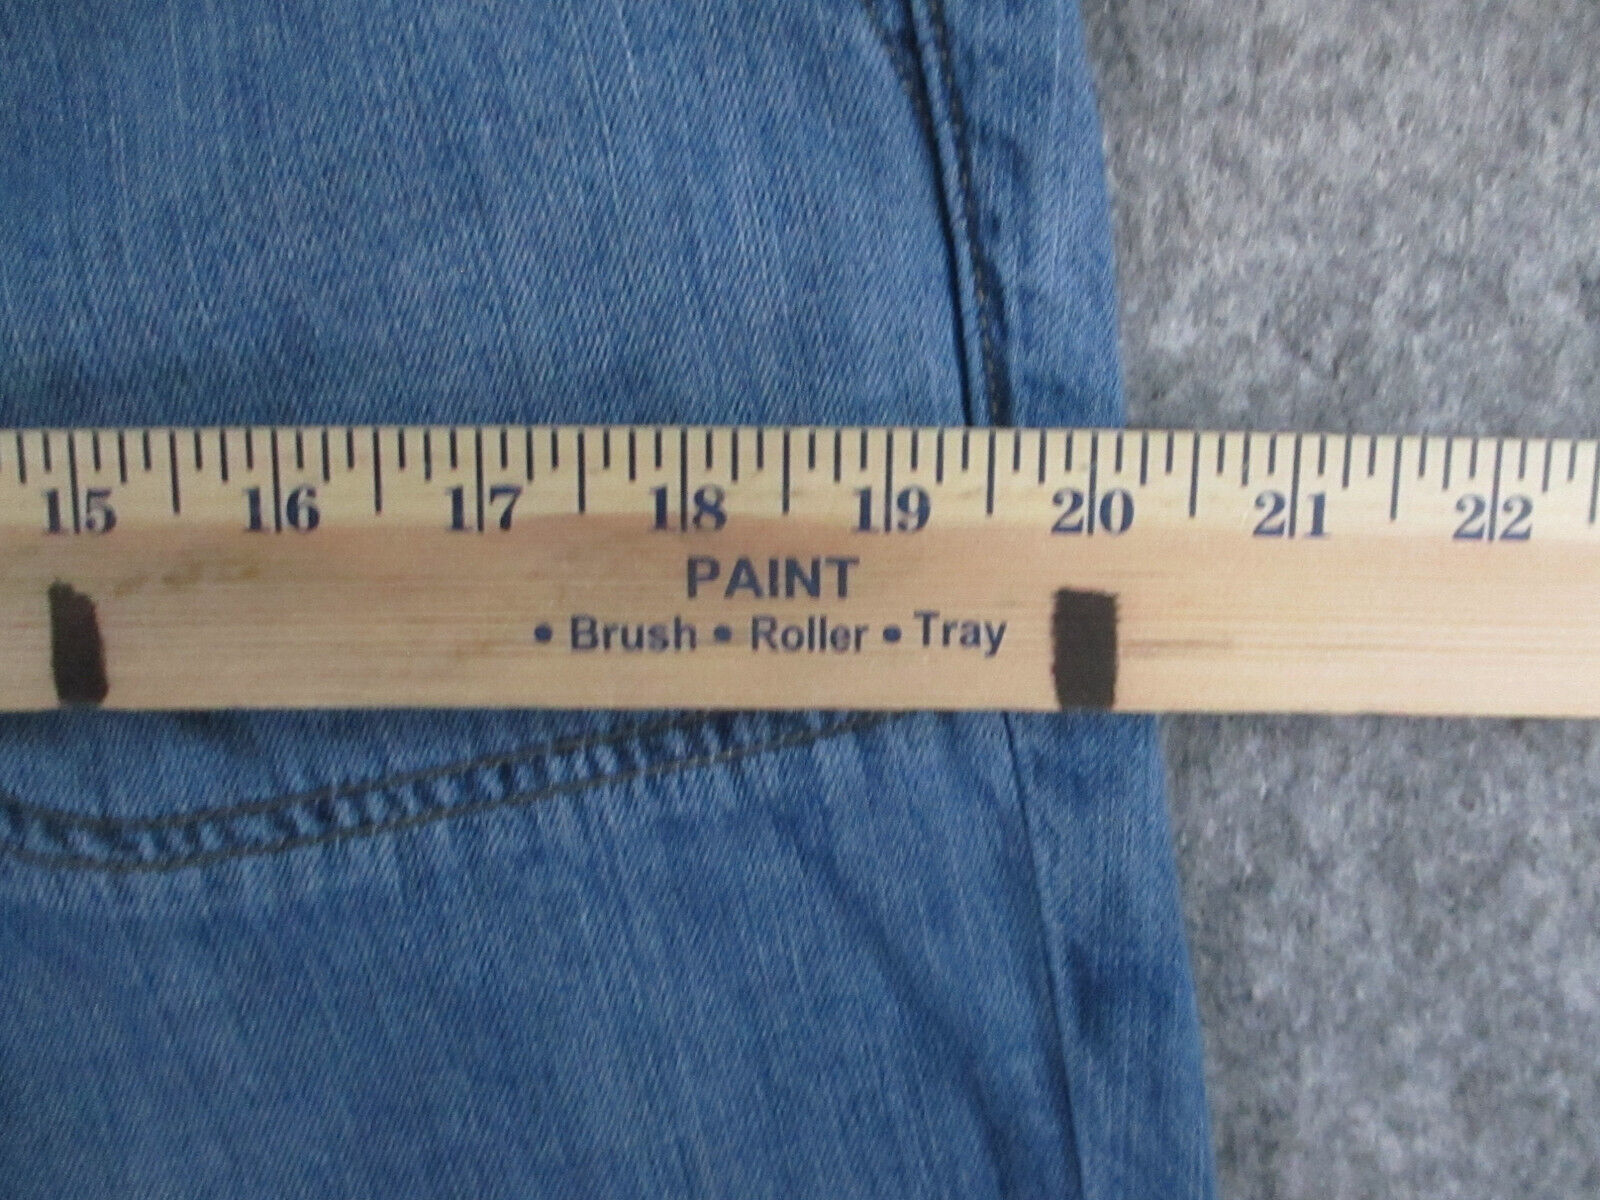 15 16 17 18 19 20 21 22
PAINT
• Brush • Roller • Tray